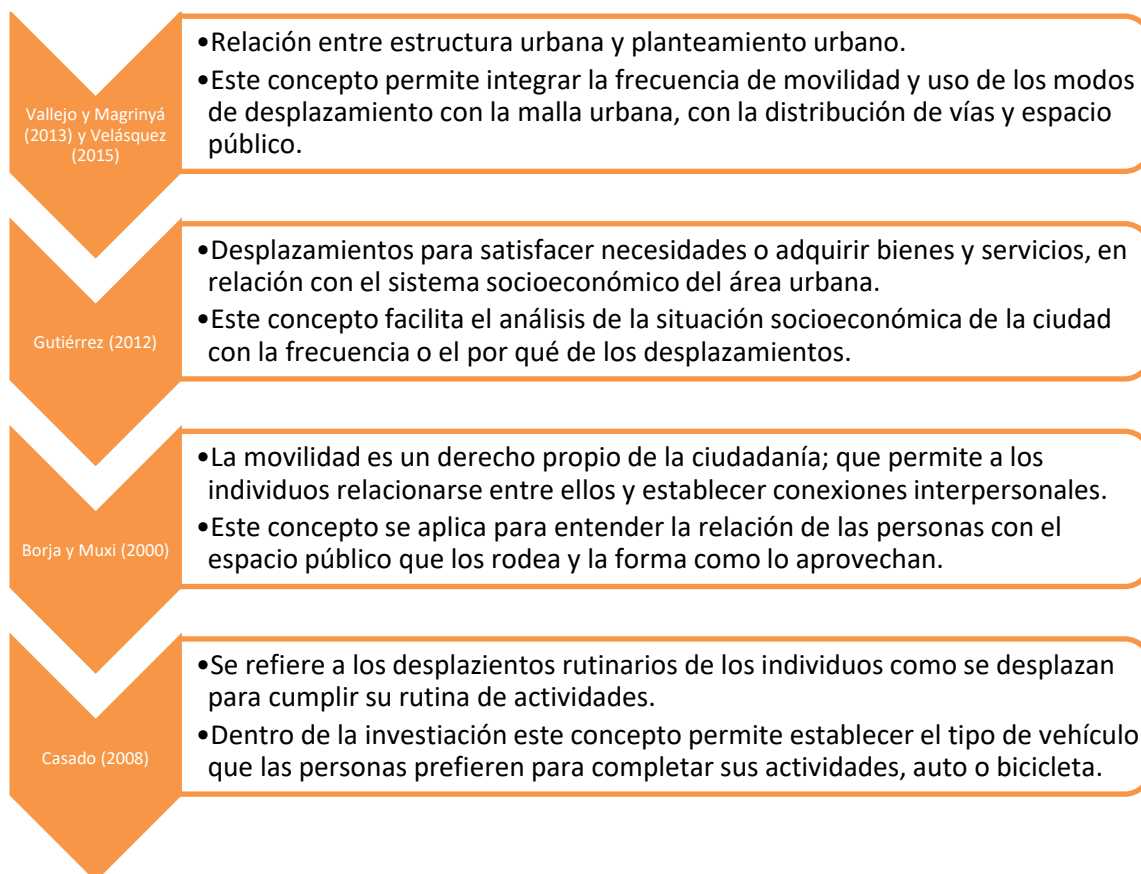 Vallejo y Magrinyá
(2013) y Velásquez
(2015)
•Relación entre estructura urbana y planteamiento urbano.
•Este concepto permite integrar la frecuencia de movilidad y uso de los modos
de desplazamiento con la malla urbana, con la distribución de vías y espacio
público.
Gutiérrez (2012)
•Desplazamientos para satisfacer necesidades o adquirir bienes y servicios, en
relación con el sistema socioeconómico del área urbana.
•Este concepto facilita el análisis de la situación socioeconómica de la ciudad
con la frecuencia o el por qué de los desplazamientos.
Borja y Muxi (2000)
•La movilidad es un derecho propio de la ciudadanía; que permite a los
individuos relacionarse entre ellos y establecer conexiones interpersonales.
•Este concepto se aplica para entender la relación de las personas con el
espacio público que los rodea y la forma como lo aprovechan.
Casado (2008)
•Se refiere a los desplazientos rutinarios de los individuos como se desplazan
para cumplir su rutina de actividades.
•Dentro de la investiación este concepto permite establecer el tipo de vehículo
que las personas prefieren para completar sus actividades, auto o bicicleta.